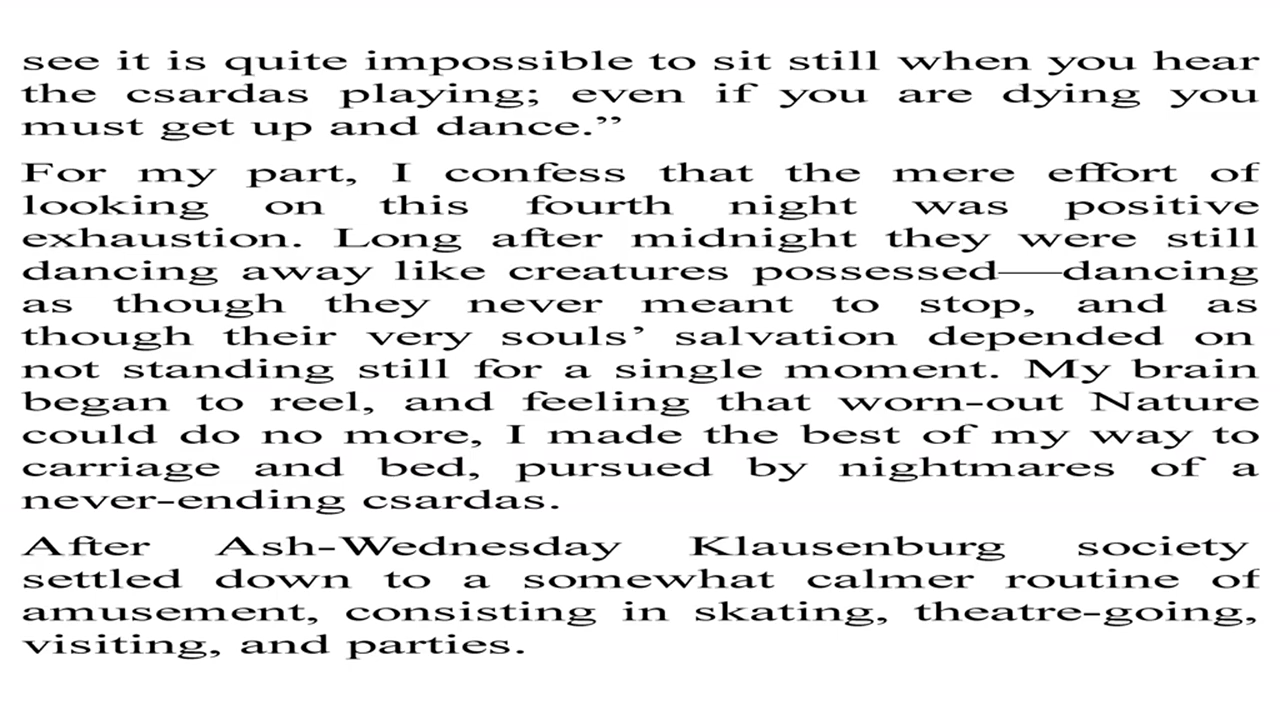 see it is quite impossible to sit still when you hear
the csardas playing; even if you are dying you
must get up and dance.”
For my part, I confess that the mere effort of
looking on this fourth night was positive
exhaustion. Long after midnight they were still
dancing away like creatures possessed—dancing
as though they never meant to stop, and as
though their very souls’ salvation depended on
not standing still for a single moment. My brain
began to reel, and feeling that worn-out Nature
could do no more, I made the best of my way to
carriage and bed, pursued by nightmares of a
never-ending csardas.
After Ash-Wednesday Klausenburg society
settled down to a somewhat calmer routine of
amusement, consisting in skating, theatre-going,
visiting, and parties.